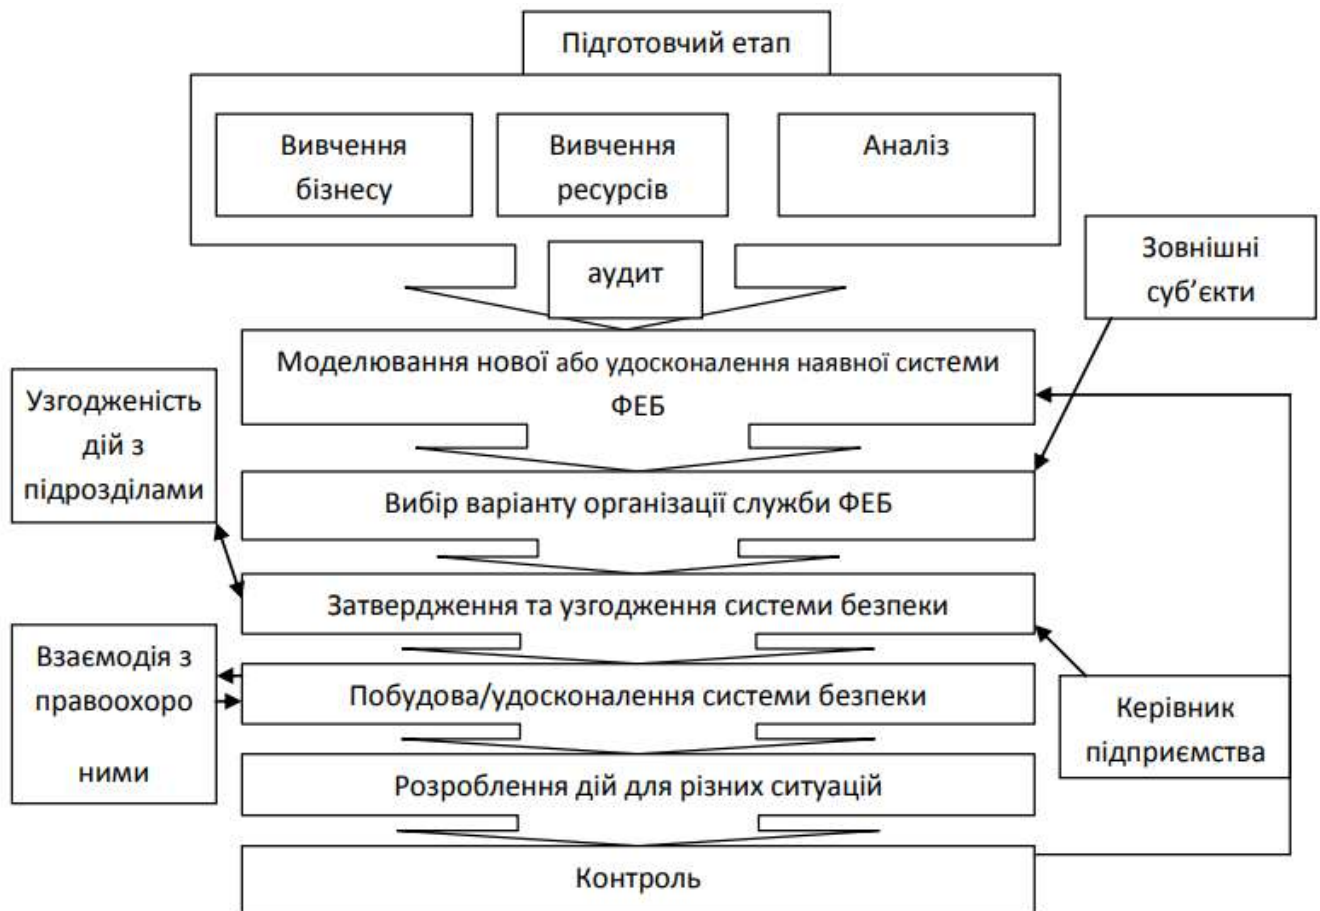 Підготовчий етап
Вивчення
бізнесу
Вивчення
ресурсів
Аналіз
аудит
Зовнішні
суб’єкти
Моделювання нової або удосконалення наявної системи
ФЕБ
Узгодженість
дій з
підрозділами
Вибір варіанту організації служби ФЕБ
Затвердження та узгодження системи безпеки
Взаємодія з
правоохоро
ними
Побудова/удосконалення системи безпеки
Керівник
підприємства
Розроблення дій для різних ситуацій
Контроль